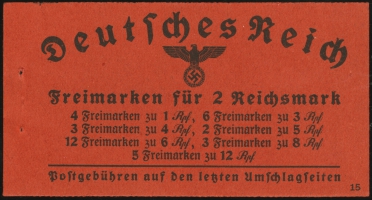 Deutsches Reich
Freimarken für 2 Reichsmark
4 Freimarken zu 1 Rpf, 6 Freimarken zu 3 Rpf
3 Freimarken zu 4 Rpf, 2 Freimarken zu 5 Rpf
12 Freimarken zu 6 Rpf, 3 Freimarken zu 8 Rpf
5 Freimarken zu 12 Rpf
Postgebühren auf den letzten Umschlagseiten
15